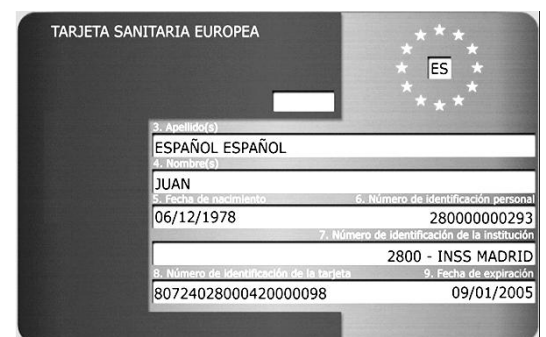 TARJETA SANITARIA EUROPEA
ES
3. Apellido(s)
ESPAÑOL ESPAÑOL
4. Nombre(s)
JUAN
5. Fecha de nacimiento 6. Número de identificación personal
06/12/1978 280000000293
7. Número de identificación de la institución
2800 - INSS MADRID
8. Número de identificación de la tarjeta 9. Fecha de expiración
80724028000420000098 09/01/2005